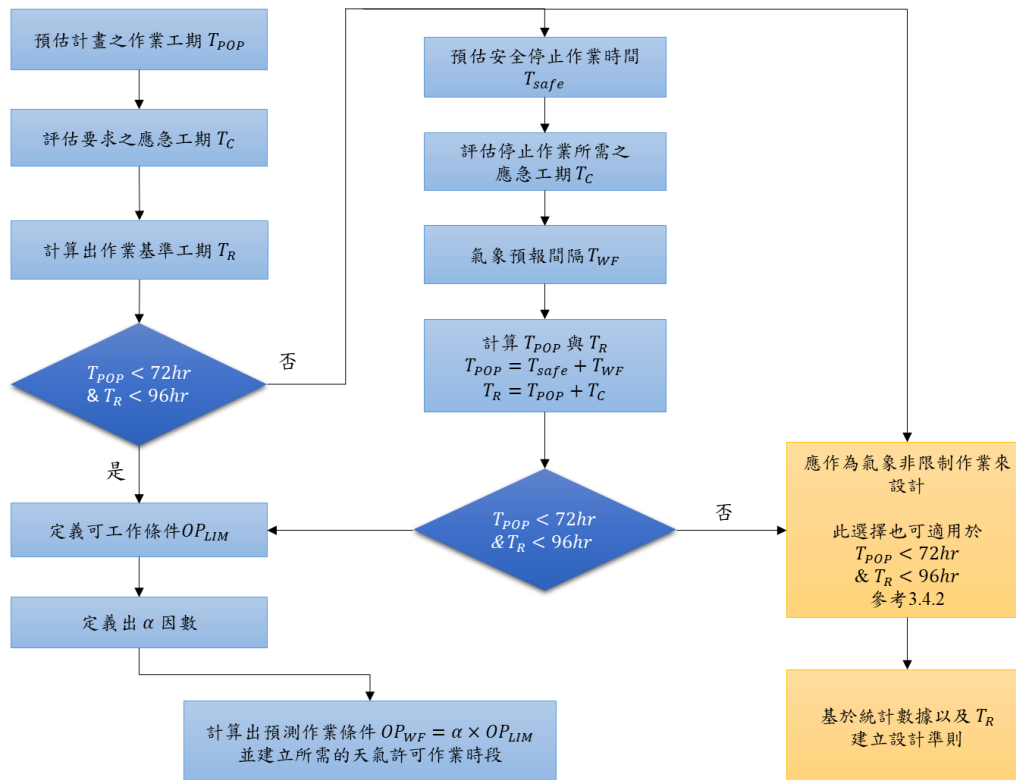 預估計畫之作業工期 T_POP
評估要求之應急工期 T_C
計算出作業基準工期 T_R
T_POP < 72hr
& T_R < 96hr
否
是
定義可工作條件OP_LIM
定義出 α 因數
計算出預測作業條件 OP_WF = α × OP_LIM
並建立所需的天氣許可作業時段
預估安全停止作業時間
T_safe
評估停止作業所需之
應急工期 T_C
氣象預報間隔 T_WF
計算 T_POP 與 T_R
T_POP = T_safe + T_WF
T_R = T_POP + T_C
T_POP < 72hr
&T_R < 96hr
否
應作為氣象非限制作業來
設計
此選擇也可適用於
T_POP < 72hr
& T_R < 96hr
參考3.4.2
基於統計數據以及 T_R
建立設計準則